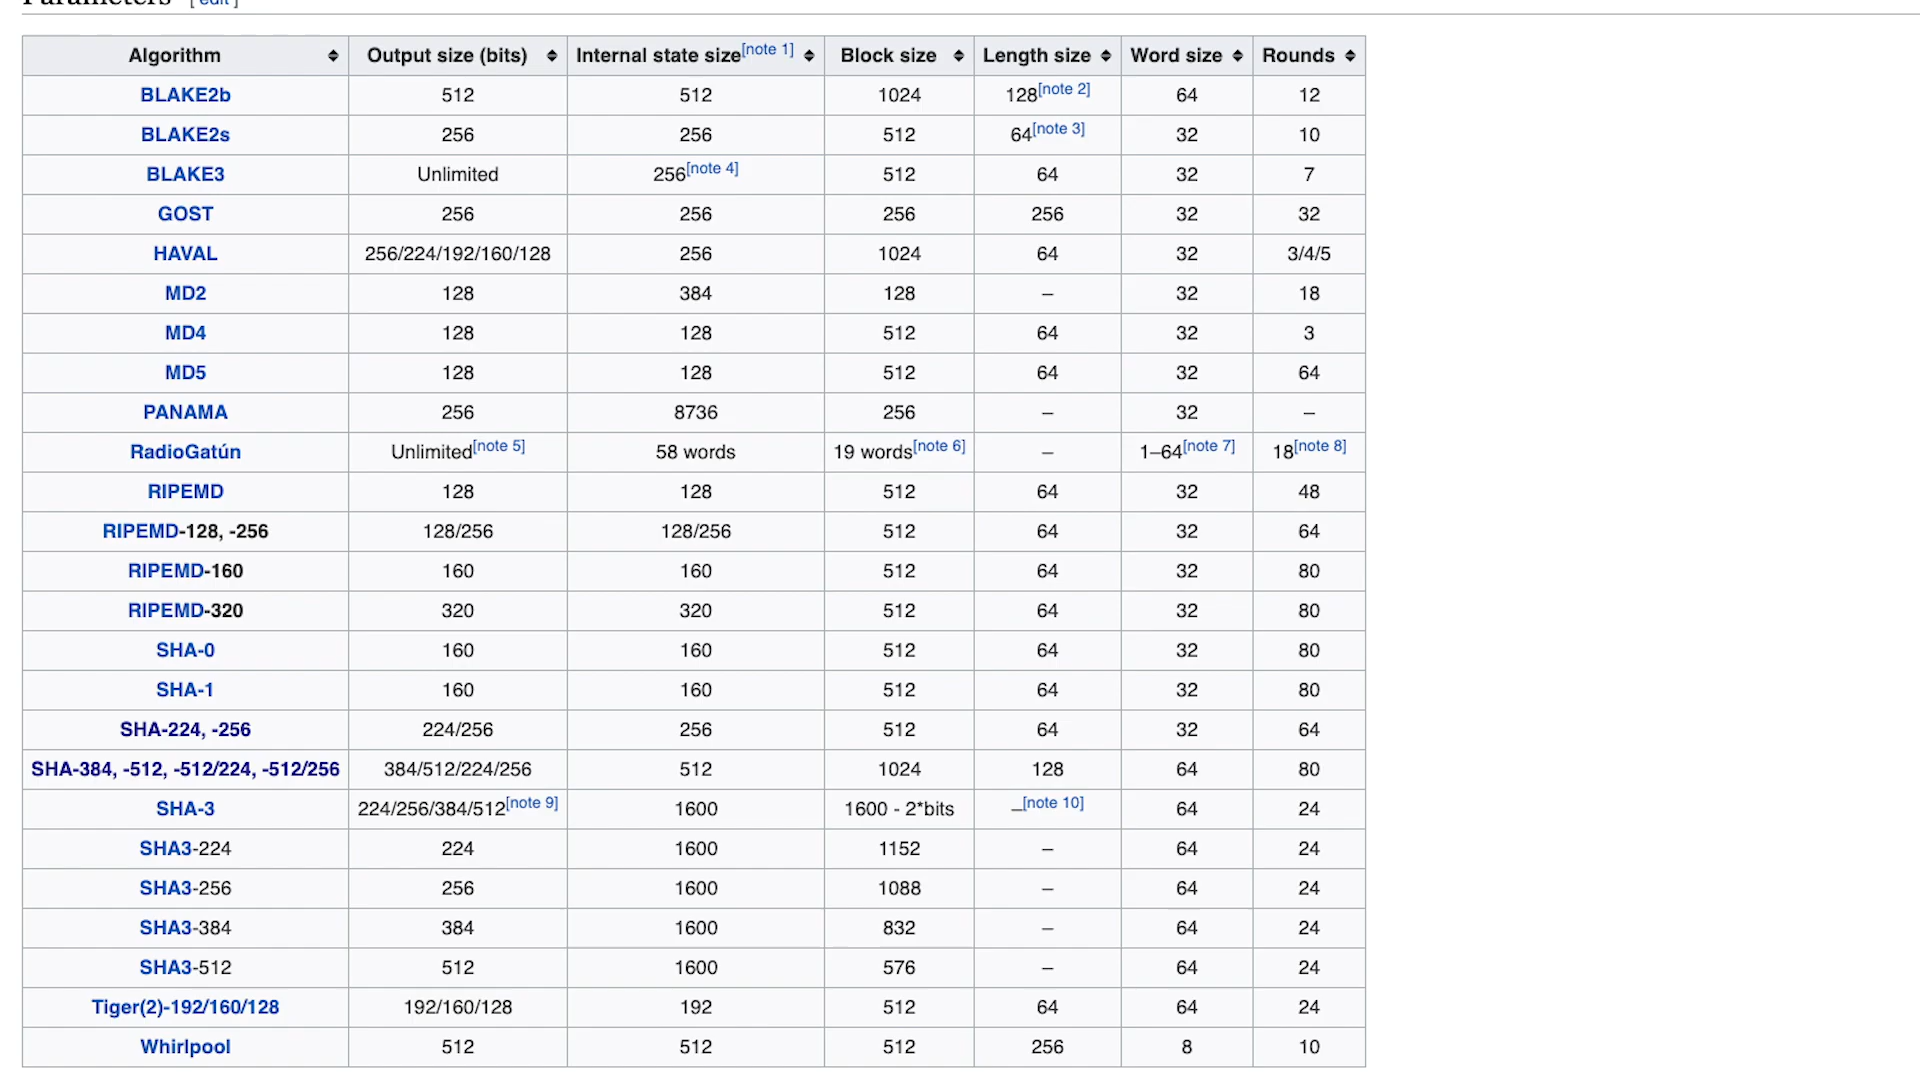 Parameters [ edit ]
Algorithm Output size (bits) Internal state size[note 1] Block size Length size Word size Rounds
BLAKE2b 512 512 1024 128[note 2] 64 12
BLAKE2s 256 256 512 64[note 3] 32 10
BLAKE3 Unlimited 256[note 4] 512 64 32 7
GOST 256 256 256 256 32 32
HAVAL 256/224/192/160/128 256 1024 64 32 3/4/5
MD2 128 384 128 – 32 18
MD4 128 128 512 64 32 3
MD5 128 128 512 64 32 64
PANAMA 256 8736 256 – 32 –
RadioGatún Unlimited[note 5] 58 words 19 words[note 6] – 1–64[note 7] 18[note 8]
RIPEMD 128 128 512 64 32 48
RIPEMD-128, -256 128/256 128/256 512 64 32 64
RIPEMD-160 160 160 512 64 32 80
RIPEMD-320 320 320 512 64 32 80
SHA-0 160 160 512 64 32 80
SHA-1 160 160 512 64 32 80
SHA-224, -256 224/256 256 512 64 32 64
SHA-384, -512, -512/224, -512/256 384/512/224/256 512 1024 128 64 80
SHA-3 224/256/384/512[note 9] 1600 1600 - 2*bits –[note 10] 64 24
SHA3-224 224 1600 1152 – 64 24
SHA3-256 256 1600 1088 – 64 24
SHA3-384 384 1600 832 – 64 24
SHA3-512 512 1600 576 – 64 24
Tiger(2)-192/160/128 192/160/128 192 512 64 64 24
Whirlpool 512 512 512 256 8 10